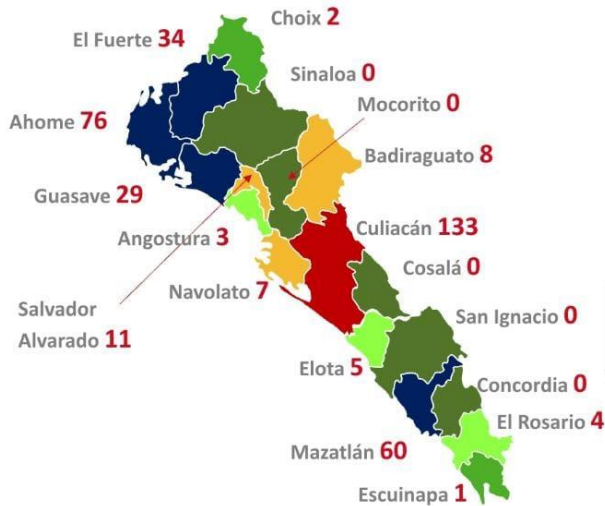 Choix 2
El Fuerte 34
Sinaloa 0
Mocorito 0
Ahome 76
Badiraguato 8
Guasave 29
Culiacán 133
Angostura 3
Cosalá 0
Navolato 7
Salvador
Alvarado 11
San Ignacio 0
Elota 5
Concordia 0
El Rosario 4
Mazatlán 60
Escuinapa 1